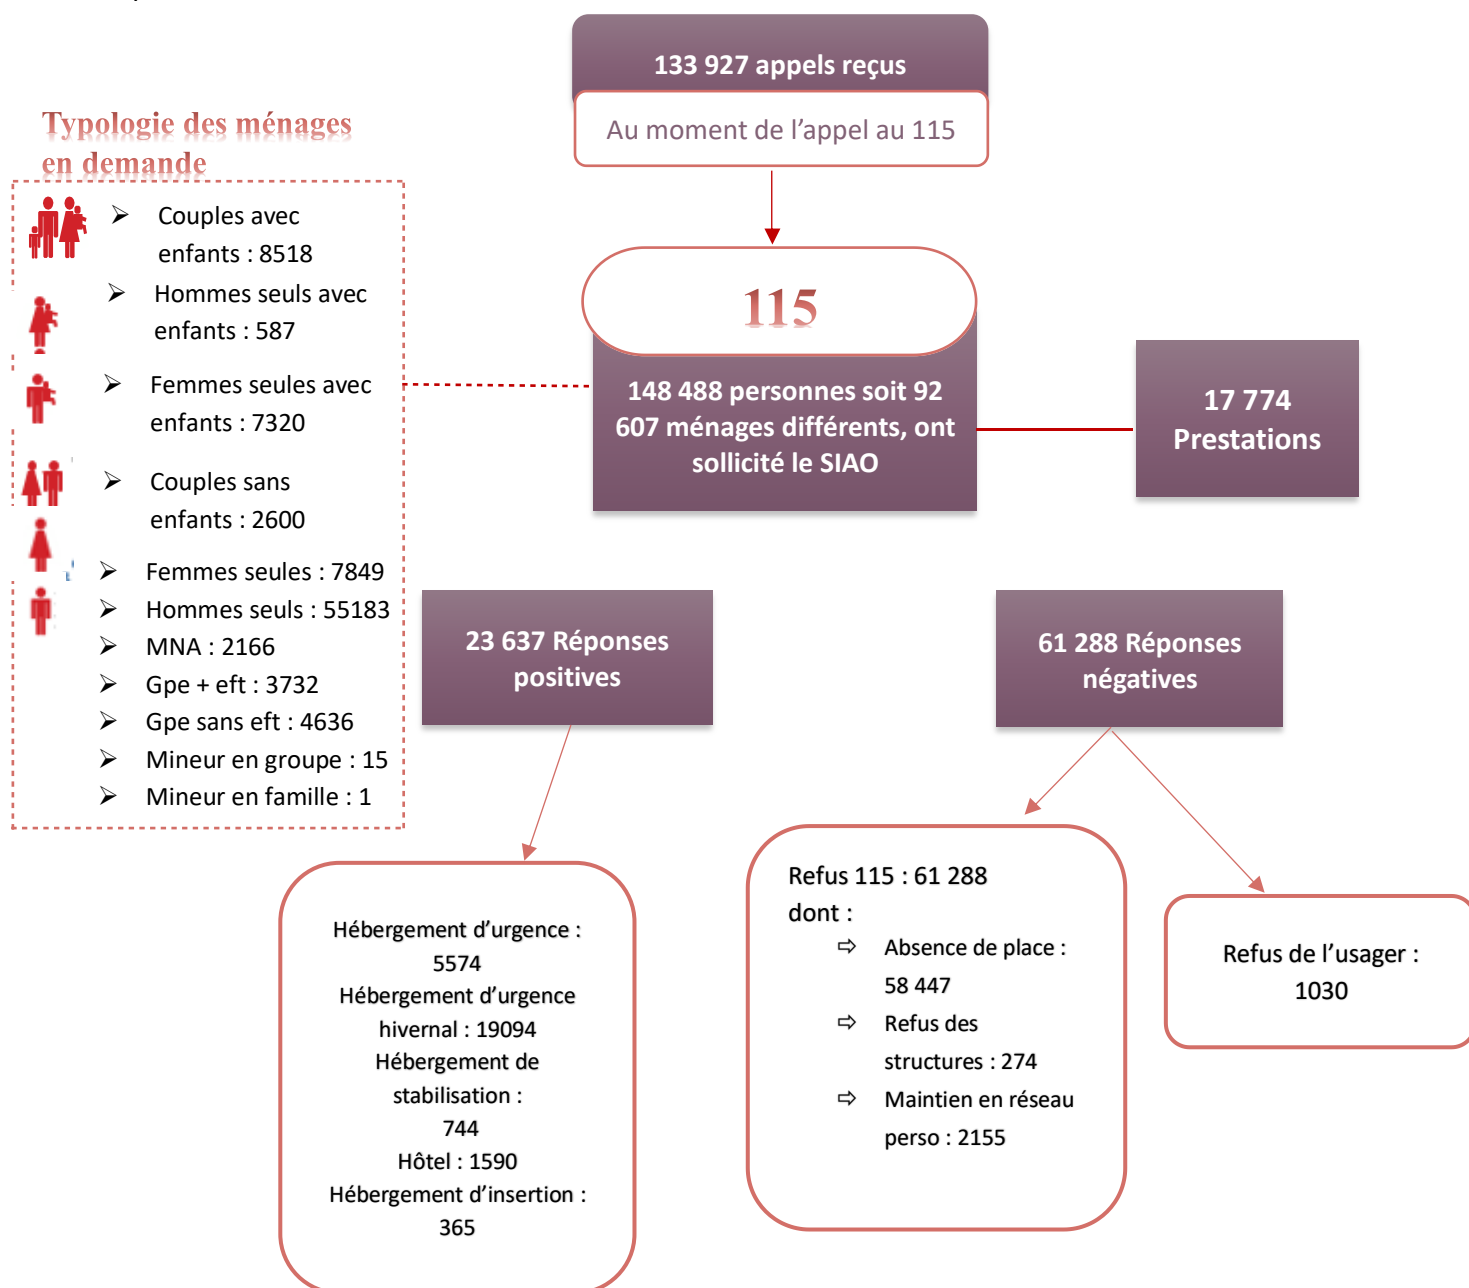 133 927 appels reçus
Au moment de l’appel au 115
Typologie des ménages
en demande
➢ Couples avec
enfants : 8518
➢ Hommes seuls avec
enfants : 587
➢ Femmes seules avec
enfants : 7320
➢ Couples sans
enfants : 2600
➢ Femmes seules : 7849
➢ Hommes seuls : 55183
➢ MNA : 2166
➢ Gpe + eft : 3732
➢ Gpe sans eft : 4636
➢ Mineur en groupe : 15
➢ Mineur en famille : 1
115
148 488 personnes soit 92
607 ménages différents, ont
sollicité le SIAO
17 774
Prestations
23 637 Réponses
positives
61 288 Réponses
négatives
Hébergement d’urgence :
5574
Hébergement d’urgence
hivernal : 19094
Hébergement de
stabilisation :
744
Hôtel : 1590
Hébergement d’insertion :
365
Refus 115 : 61 288
dont :
⇨ Absence de place :
58 447
⇨ Refus des
structures : 274
⇨ Maintien en réseau
perso : 2155
Refus de l’usager :
1030